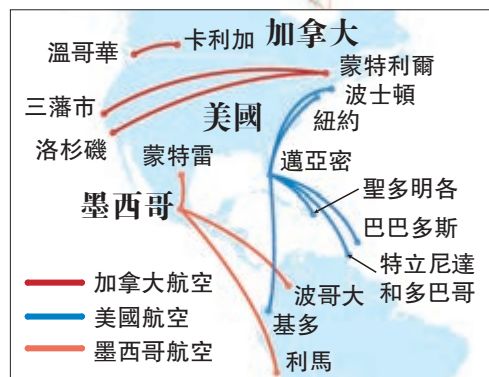 加拿大
卡利加
溫哥華
蒙特利爾
三藩市
波士頓
美國
紐約
洛杉磯
蒙特雷
邁亞密
聖多明各
墨西哥
巴巴多斯
特立尼達
和多巴哥
波哥大
基多
利馬
加拿大航空
美國航空
墨西哥航空